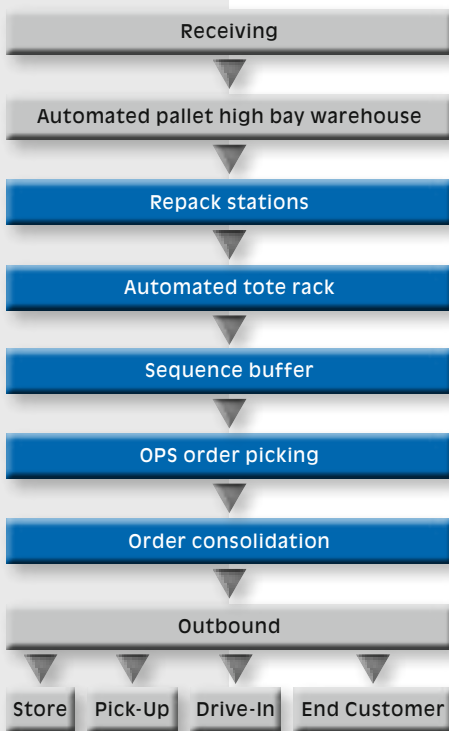 Receiving
Automated pallet high bay warehouse
Repack stations
Automated tote rack
Sequence buffer
OPS order picking
Order consolidation
Outbound
Store Pick-Up Drive-In End Customer